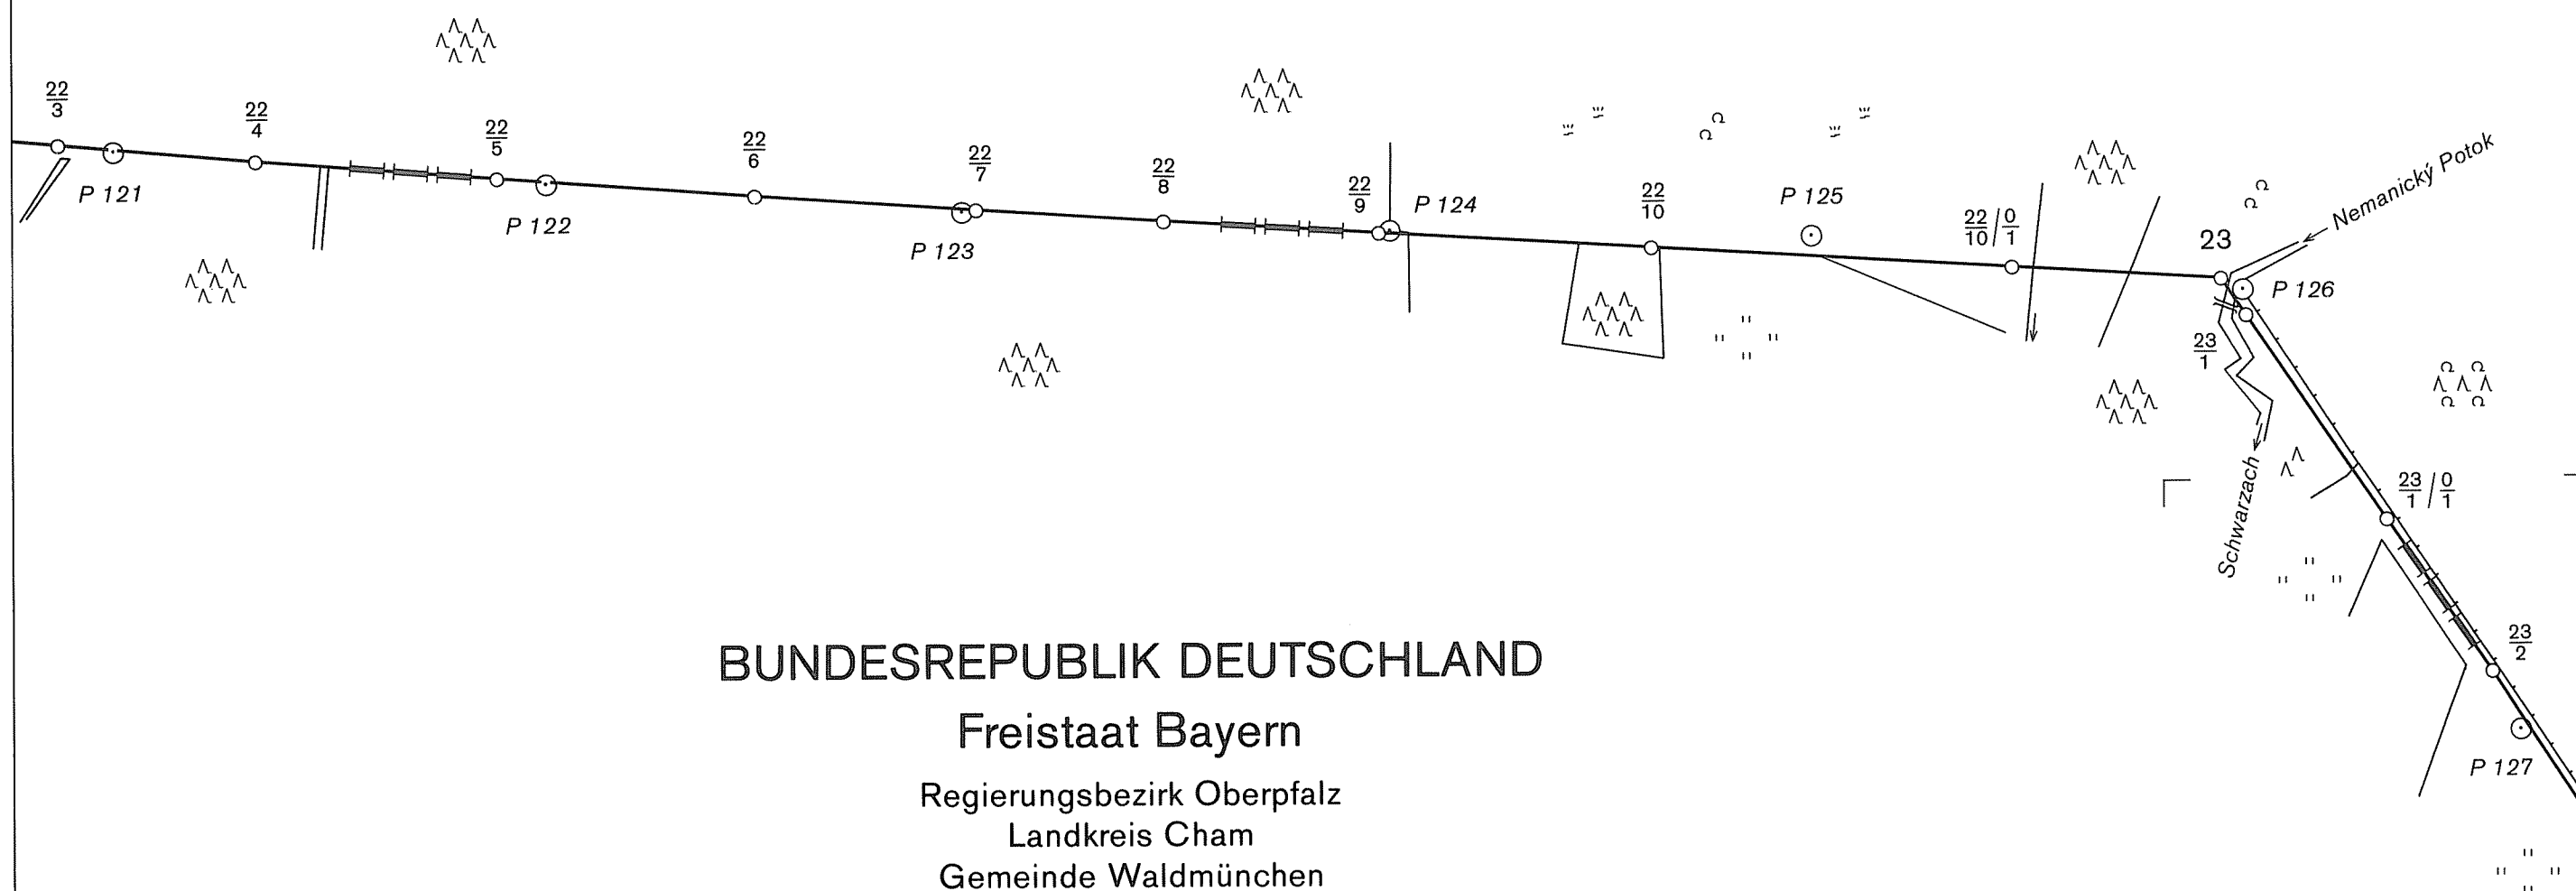 22/3
22/4
22/5
22/6
22/7
22/8
22/9
22/10
22/10 / 0/1
23
P 121
P 122
P 123
P 124
P 125
P 126
Nemanický Potok
23/1
Schwarzach
23/1 / 0/1
23/2
P 127
BUNDESREPUBLIK DEUTSCHLAND
Freistaat Bayern
Regierungsbezirk Oberpfalz
Landkreis Cham
Gemeinde Waldmünchen